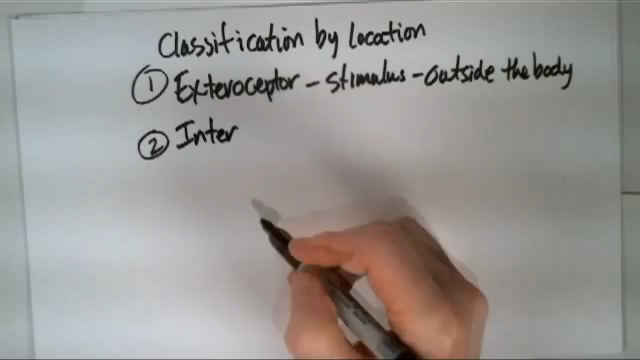 Classification by location
① Exteroceptor - Stimulus - outside the body
② Inter